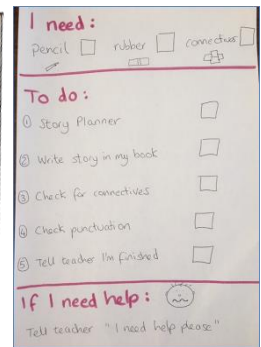 I need:
pencil rubber connectives
To do:
① Story Planner
② Write story in my book
③ Check for connectives
④ Check punctuation
⑤ Tell teacher I'm finished
If I need help:
Tell teacher "I need help please"